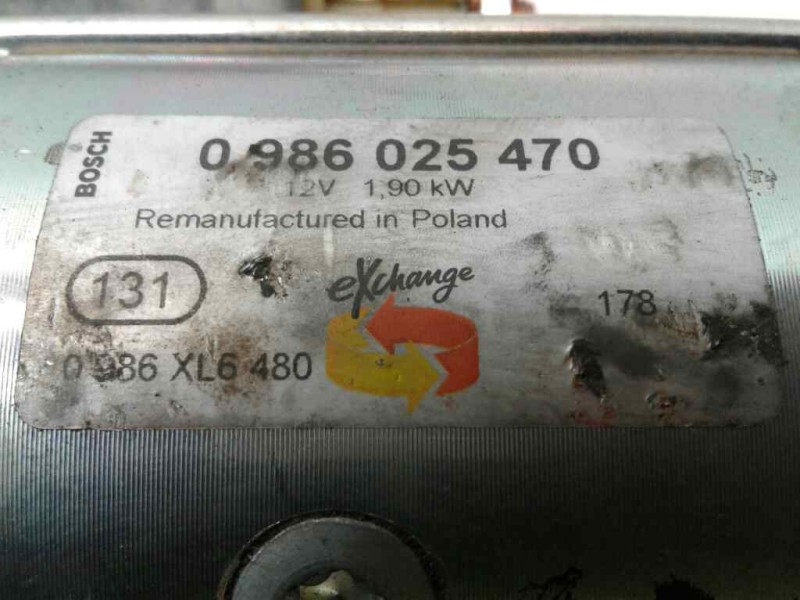 BOSCH
0 986 025 470
12V 1,90 kW
Remanufactured in Poland
131
eXchange
178
0 986 XL6 480